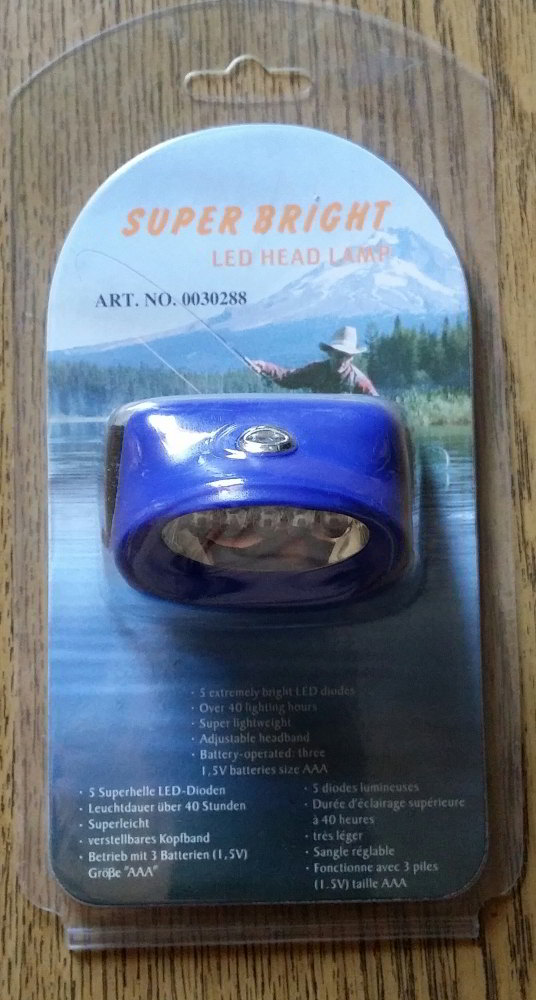 SUPER BRIGHT
LED HEAD LAMP
ART. NO. 0030288
· 5 extremely bright LED diodes
· Over 40 lighting hours
· Super lightweight
· Adjustable headband
· Battery-operated: three
1,5V batteries size AAA
· 5 Superhelle LED-Dioden
· Leuchtdauer über 40 Stunden
· Superleicht
· verstellbares Kopfband
· Betrieb mit 3 Batterien (1,5V)
Größe "AAA"
· 5 diodes lumineuses
· Durée d'éclairage supérieure
à 40 heures
· très léger
· Sangle réglable
· Fonctionne avec 3 piles
(1.5V) taille AAA